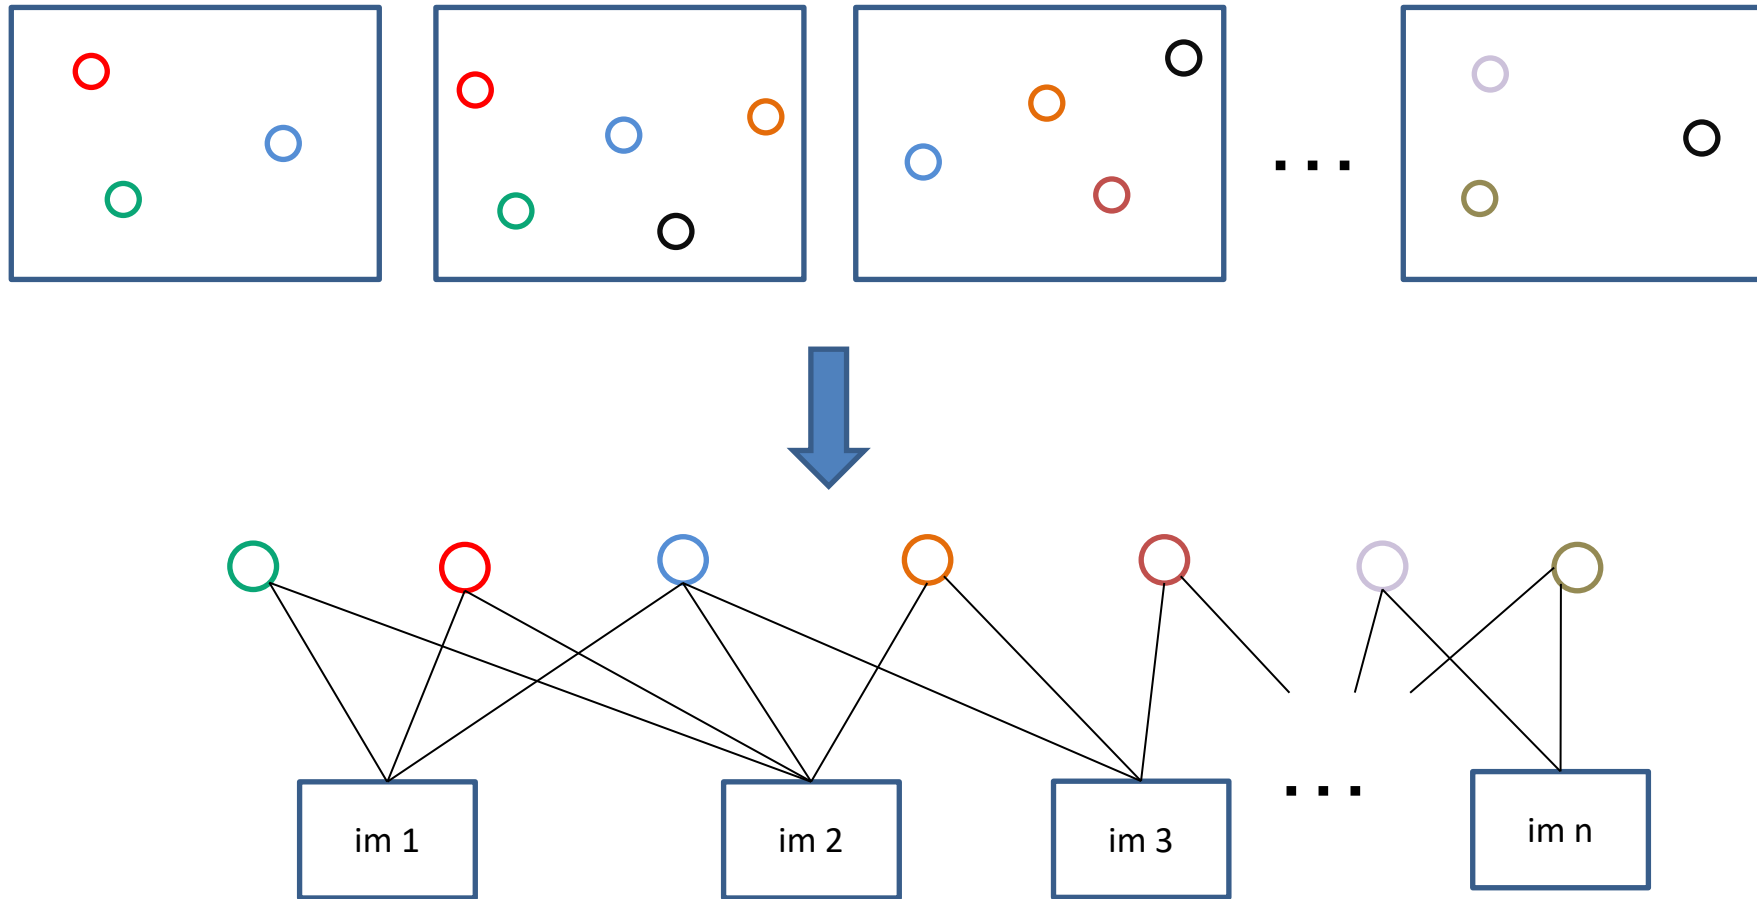 . . .
im 1
im 2
im 3
. . .
im n